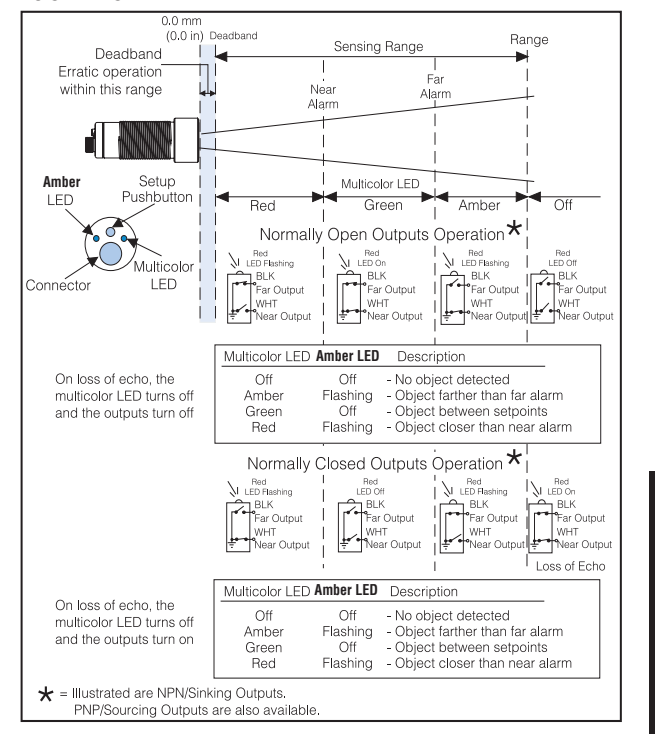 0.0 mm
(0.0 in) Deadband
Range
Sensing Range
Deadband
Erratic operation
within this range
Near
Alarm
Far
Alarm
Amber
LED
Setup
Pushbutton
Multicolor
LED
Connector
Multicolor LED
Red
Green
Amber
Off
Normally Open Outputs Operation*
Red
LED Flashing
BLK
Far Output
WHT
Near Output
Red
LED On
BLK
Far Output
WHT
Near Output
Red
LED Flashing
BLK
Far Output
WHT
Near Output
Red
LED Off
BLK
Far Output
WHT
Near Output
On loss of echo, the
multicolor LED turns off
and the outputs turn off
Multicolor LED Amber LED Description
Off Off - No object detected
Amber Flashing - Object farther than far alarm
Green Off - Object between setpoints
Red Flashing - Object closer than near alarm
Normally Closed Outputs Operation*
Red
LED Flashing
BLK
Far Output
WHT
Near Output
Red
LED Off
BLK
Far Output
WHT
Near Output
Red
LED Flashing
BLK
Far Output
WHT
Near Output
Red
LED On
BLK
Far Output
WHT
Near Output
Loss of Echo
On loss of echo, the
multicolor LED turns off
and the outputs turn on
Multicolor LED Amber LED Description
Off Off - No object detected
Amber Flashing - Object farther than far alarm
Green Off - Object between setpoints
Red Flashing - Object closer than near alarm
* = Illustrated are NPN/Sinking Outputs.
PNP/Sourcing Outputs are also available.